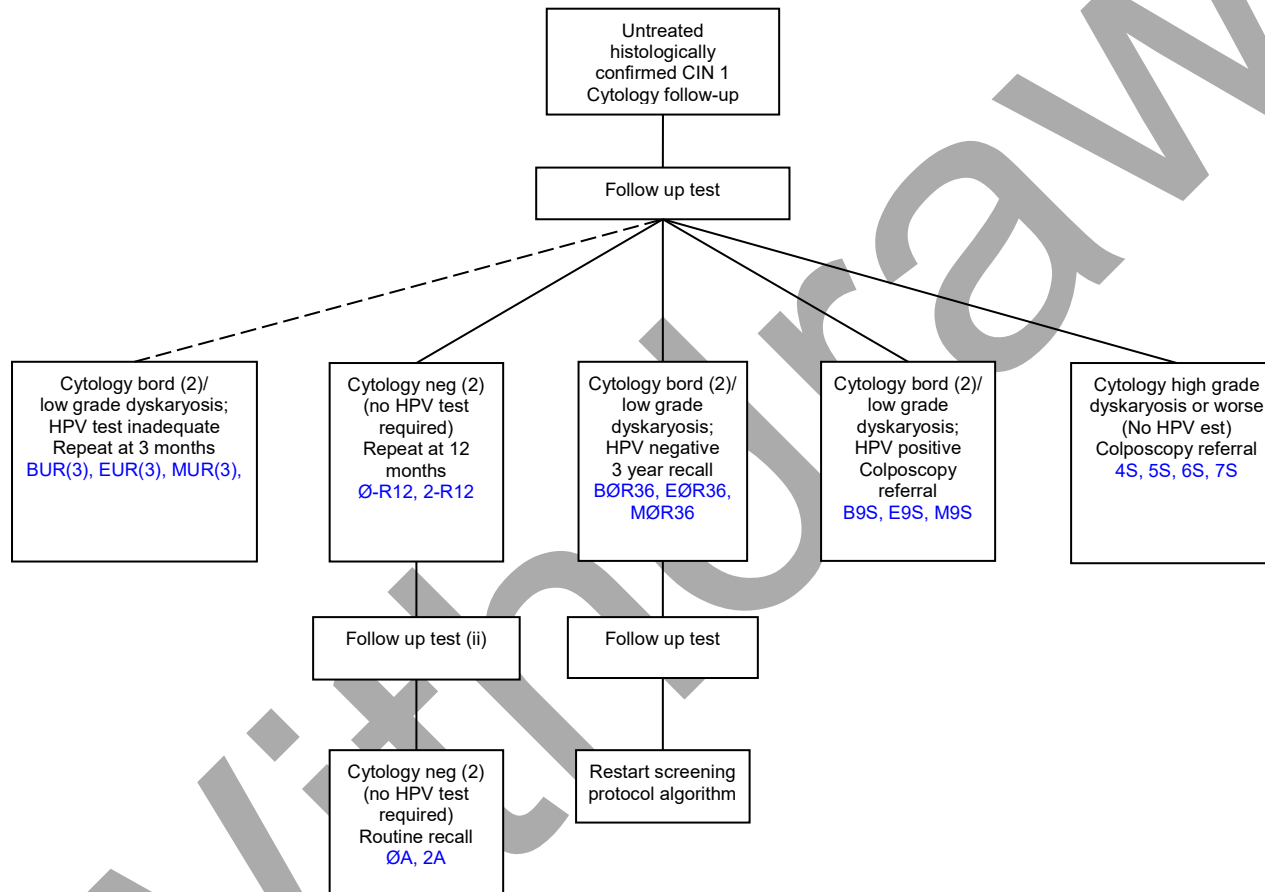 Untreated
histologically
confirmed CIN 1
Cytology follow-up
Follow up test
Cytology bord (2)/
low grade dyskaryosis;
HPV test inadequate
Repeat at 3 months
BUR(3), EUR(3), MUR(3),
Cytology neg (2)
(no HPV test
required)
Repeat at 12
months
Ø-R12, 2-R12
Cytology bord (2)/
low grade
dyskaryosis;
HPV negative
3 year recall
BØR36, EØR36,
MØR36
Cytology bord (2)/
low grade
dyskaryosis;
HPV positive
Colposcopy
referral
B9S, E9S, M9S
Cytology high grade
dyskaryosis or worse
(No HPV est)
Colposcopy referral
4S, 5S, 6S, 7S
Follow up test (ii)
Follow up test
Cytology neg (2)
(no HPV test
required)
Routine recall
ØA, 2A
Restart screening
protocol algorithm
withdraw